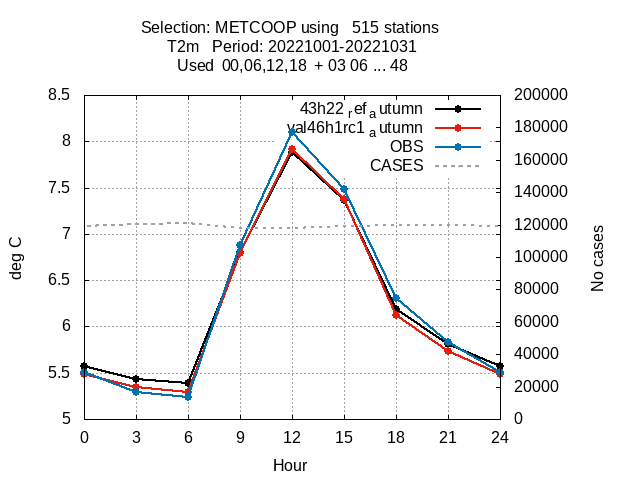 Selection: METCOOP using   515 stations
T2m   Period: 20221001-20221031
Used  00,06,12,18  + 03 06 ... 48
8.5
8
7.5
7
6.5
6
5.5
5
deg C
200000
180000
160000
140000
120000
100000
80000
60000
40000
20000
0
No cases
43h22 ref a utumn
val46h1rc1 a utumn
OBS
CASES
0 3 6 9 12 15 18 21 24
Hour